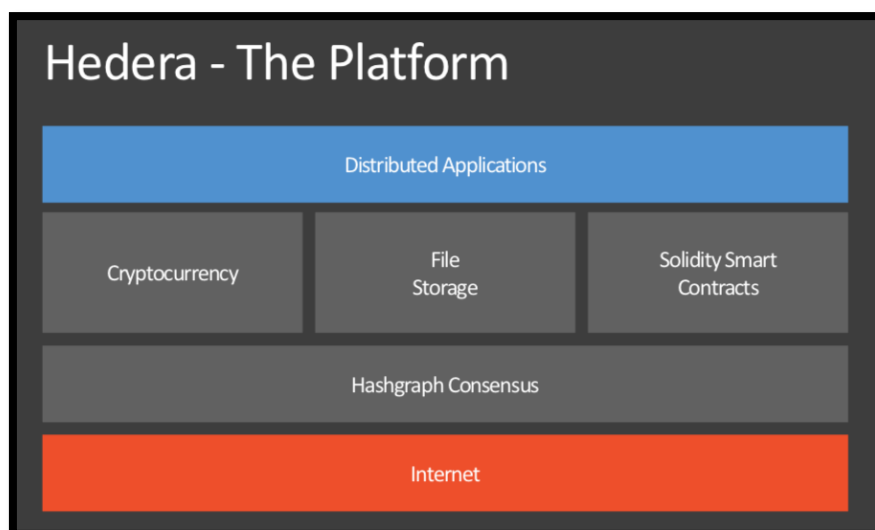 Hedera - The Platform
Distributed Applications
Cryptocurrency
File
Storage
Solidity Smart
Contracts
Hashgraph Consensus
Internet